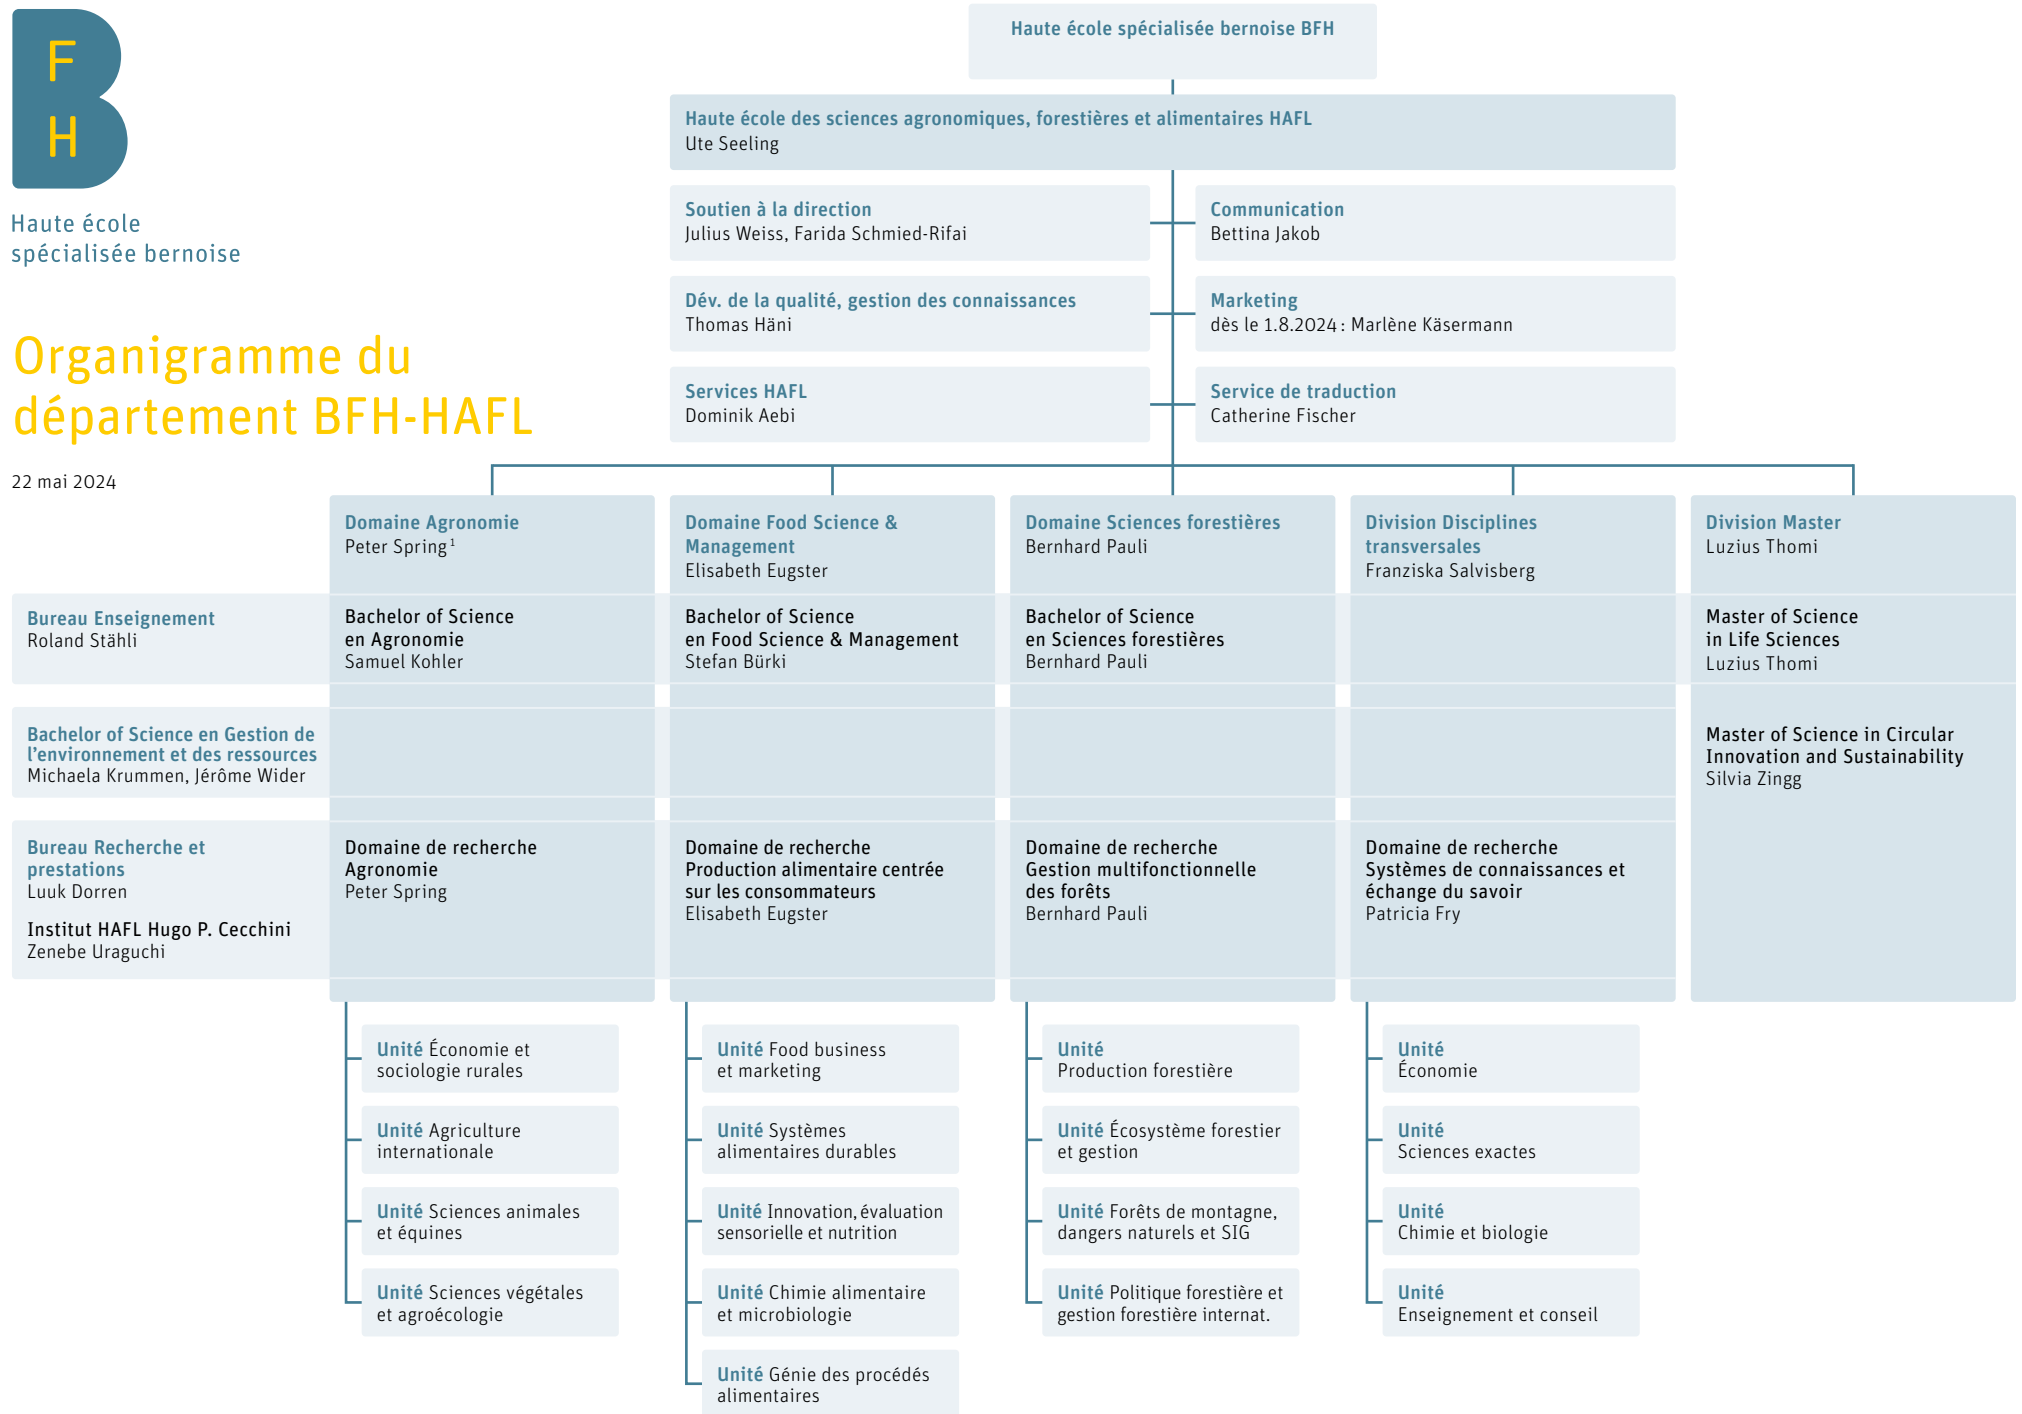 F
H
Haute école
spécialisée bernoise
Organigramme du
département BFH-HAFL
22 mai 2024
Haute école spécialisée bernoise BFH
Haute école des sciences agronomiques, forestières et alimentaires HAFL
Ute Seeling
Soutien à la direction
Julius Weiss, Farida Schmied-Rifai
Communication
Bettina Jakob
Dév. de la qualité, gestion des connaissances
Thomas Häni
Marketing
dès le 1.8.2024 : Marlène Käsermann
Services HAFL
Dominik Aebi
Service de traduction
Catherine Fischer
Domaine Agronomie
Peter Spring ¹
Domaine Food Science &
Management
Elisabeth Eugster
Domaine Sciences forestières
Bernhard Pauli
Division Disciplines
transversales
Franziska Salvisberg
Division Master
Luzius Thomi
Bureau Enseignement
Roland Stähli
Bachelor of Science
en Agronomie
Samuel Kohler
Bachelor of Science
en Food Science & Management
Stefan Bürki
Bachelor of Science
en Sciences forestières
Bernhard Pauli
Master of Science
in Life Sciences
Luzius Thomi
Bachelor of Science en Gestion de
l’environnement et des ressources
Michaela Krummen, Jérôme Wider
Master of Science in Circular
Innovation and Sustainability
Silvia Zingg
Bureau Recherche et
prestations
Luuk Dorren
Institut HAFL Hugo P. Cecchini
Zenebe Uraguchi
Domaine de recherche
Agronomie
Peter Spring
Domaine de recherche
Production alimentaire centrée
sur les consommateurs
Elisabeth Eugster
Domaine de recherche
Gestion multifonctionnelle
des forêts
Bernhard Pauli
Domaine de recherche
Systèmes de connaissances et
échange du savoir
Patricia Fry
Unité Économie et
sociologie rurales
Unité Agriculture
internationale
Unité Sciences animales
et équines
Unité Sciences végétales
et agroécologie
Unité Food business
et marketing
Unité Systèmes
alimentaires durables
Unité Innovation, évaluation
sensorielle et nutrition
Unité Chimie alimentaire
et microbiologie
Unité Génie des procédés
alimentaires
Unité
Production forestière
Unité Écosystème forestier
et gestion
Unité Forêts de montagne,
dangers naturels et SIG
Unité Politique forestière et
gestion forestière internat.
Unité
Économie
Unité
Sciences exactes
Unité
Chimie et biologie
Unité
Enseignement et conseil